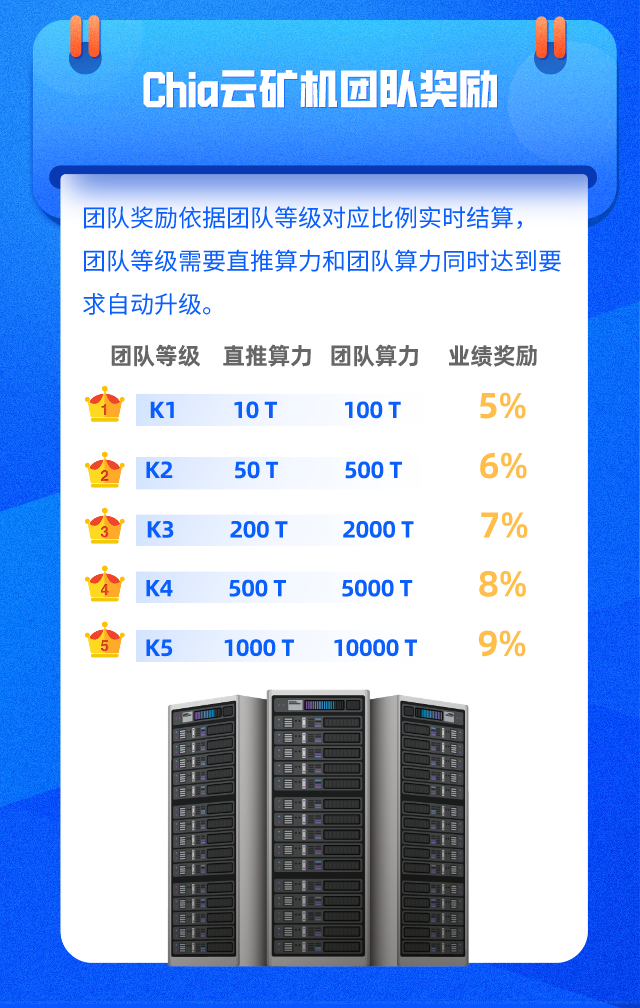 Chia云矿机团队奖励
团队奖励依据团队等级对应比例实时结算，
团队等级需要直推算力和团队算力同时达到要
求自动升级。
团队等级 直推算力 团队算力 业绩奖励
1 K1 10 T 100 T 5%
2 K2 50 T 500 T 6%
3 K3 200 T 2000 T 7%
4 K4 500 T 5000 T 8%
5 K5 1000 T 10000 T 9%